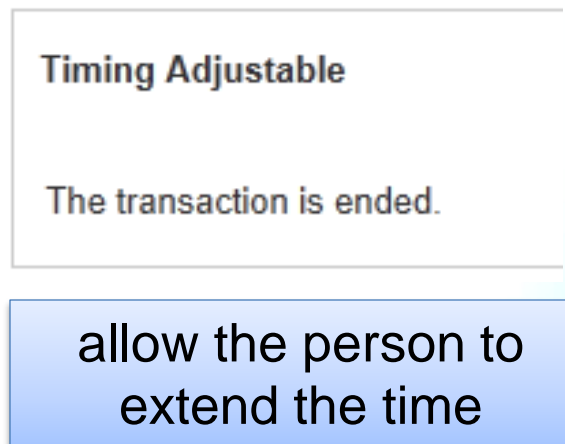 Timing Adjustable
The transaction is ended.
allow the person to
extend the time